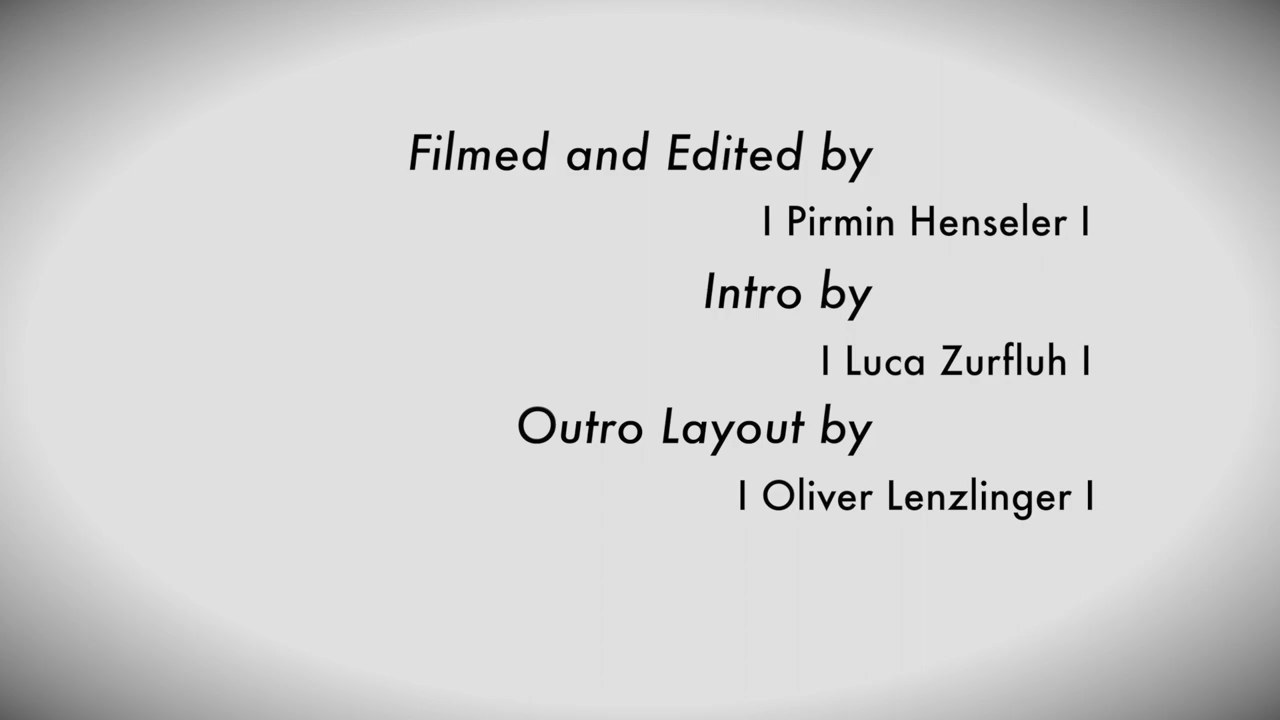 Filmed and Edited by
I Pirmin Henseler I
Intro by
I Luca Zurfluh I
Outro Layout by
I Oliver Lenzlinger I